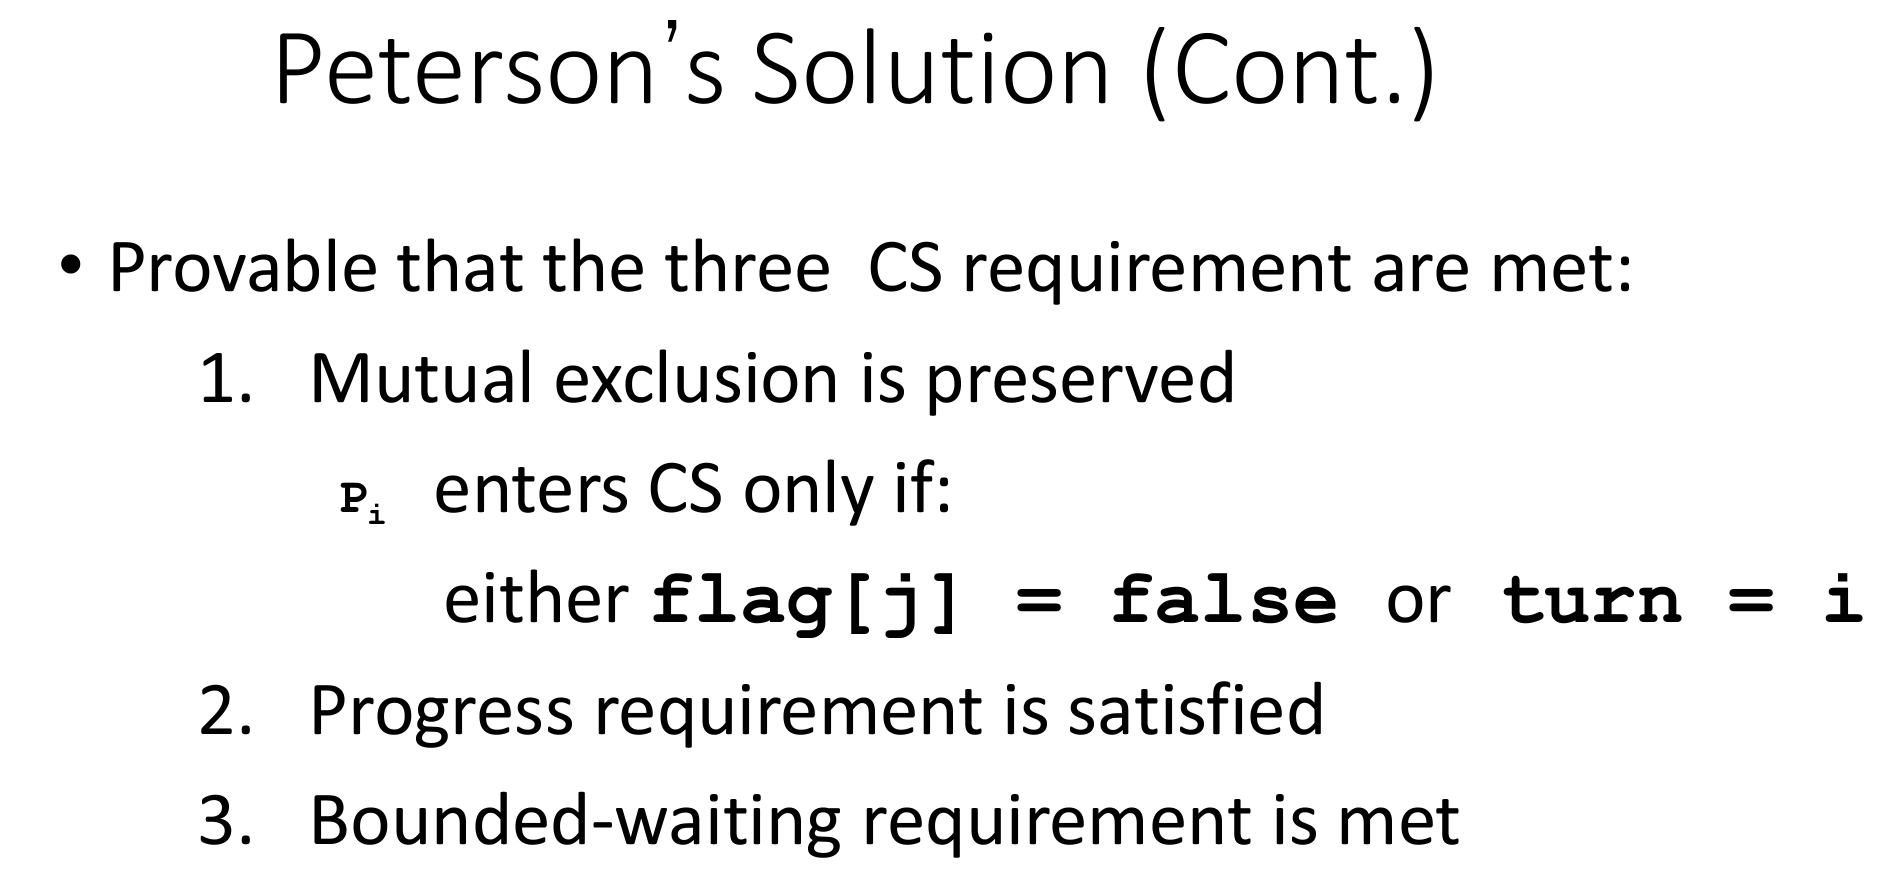 Peterson’s Solution (Cont.)
• Provable that the three  CS requirement are met:
1. Mutual exclusion is preserved
Pi enters CS only if:
either flag[j] = false or turn = i
2. Progress requirement is satisfied
3. Bounded-waiting requirement is met